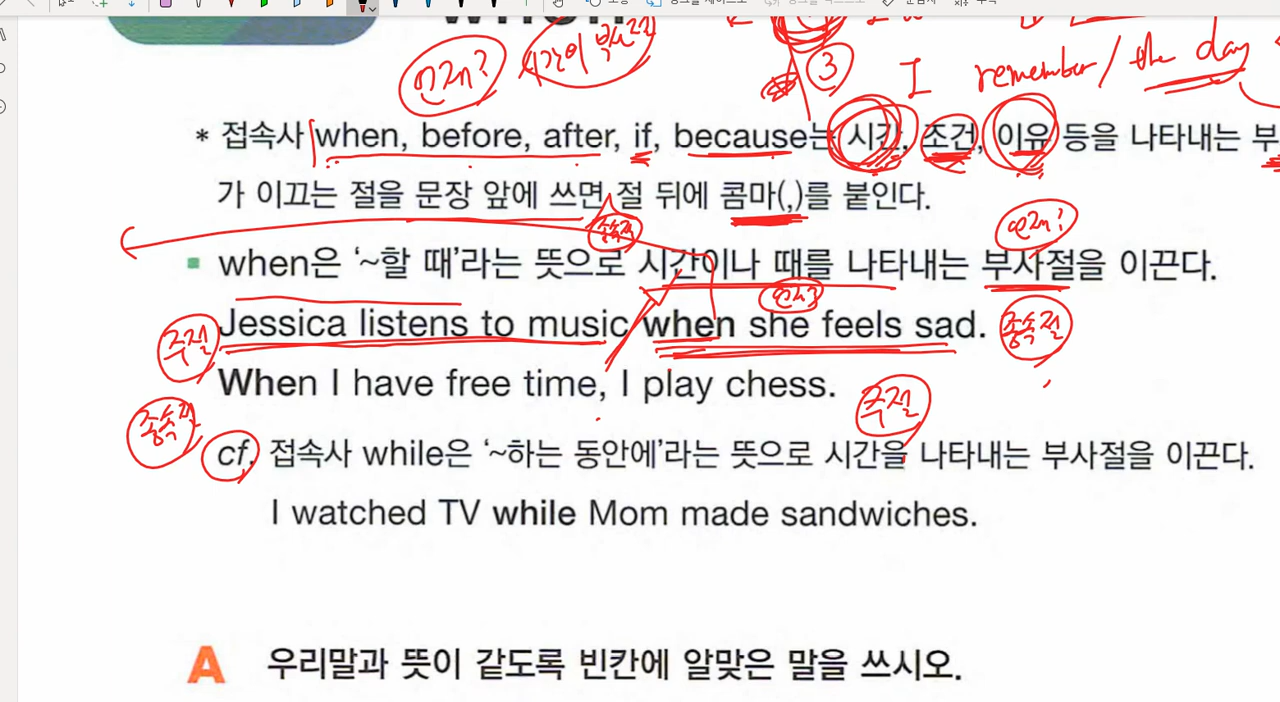 언제? 시간의 부사절
③ I remember / the day
* 접속사 when, before, after, if, because는 시간, 조건, 이유 등을 나타내는 부
가 이끄는 절을 문장 앞에 쓰면 절 뒤에 콤마(,)를 붙인다.
종속절 언제?
when은 ‘~할 때’라는 뜻으로 시간이나 때를 나타내는 부사절을 이끈다.
주절 Jessica listens to music when she feels sad. 종속절
When I have free time, I play chess. 주절
종속절
cf. 접속사 while은 ‘~하는 동안에’라는 뜻으로 시간을 나타내는 부사절을 이끈다.
I watched TV while Mom made sandwiches.
A 우리말과 뜻이 같도록 빈칸에 알맞은 말을 쓰시오.